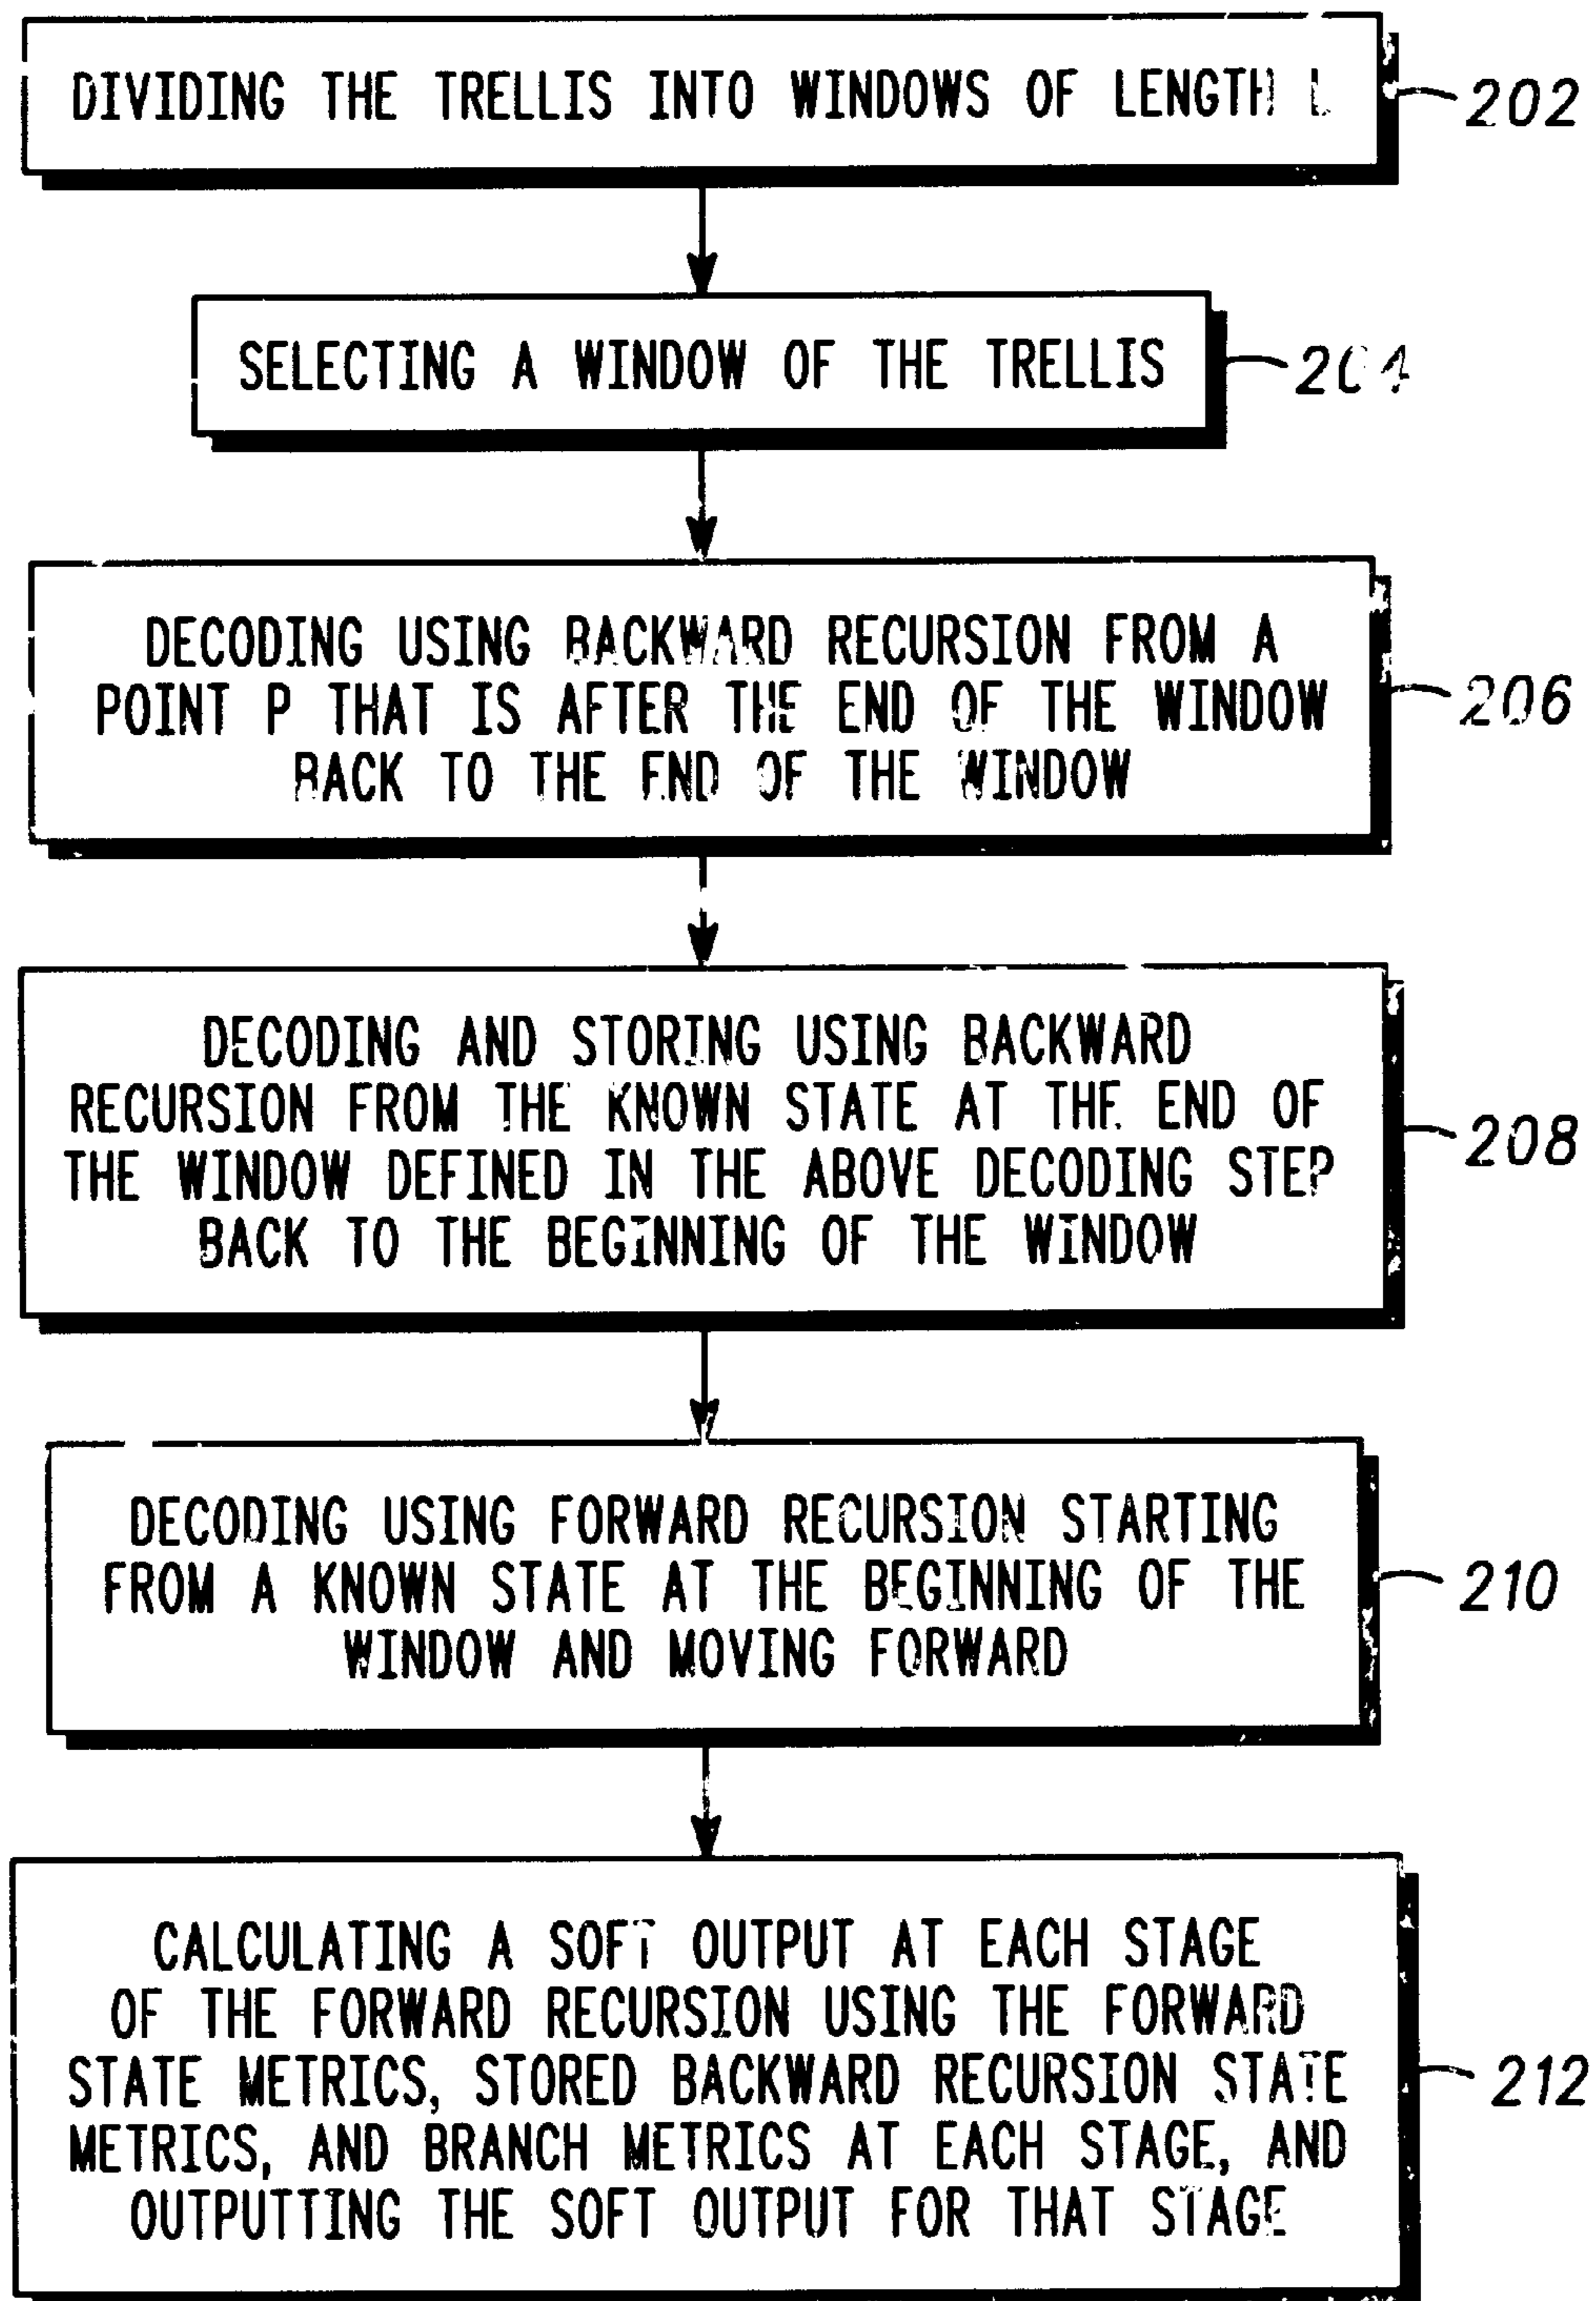 DIVIDING THE TRELLIS INTO WINDOWS OF LENGTH L
202
SELECTING A WINDOW OF THE TRELLIS
204
DECODING USING BACKWARD RECURSION FROM A
POINT P THAT IS AFTER THE END OF THE WINDOW
BACK TO THE END OF THE WINDOW
206
DECODING AND STORING USING BACKWARD
RECURSION FROM THE KNOWN STATE AT THE END OF
THE WINDOW DEFINED IN THE ABOVE DECODING STEP
BACK TO THE BEGINNING OF THE WINDOW
208
DECODING USING FORWARD RECURSION STARTING
FROM A KNOWN STATE AT THE BEGINNING OF THE
WINDOW AND MOVING FORWARD
210
CALCULATING A SOFT OUTPUT AT EACH STAGE
OF THE FORWARD RECURSION USING THE FORWARD
STATE METRICS, STORED BACKWARD RECURSION STATE
METRICS, AND BRANCH METRICS AT EACH STAGE, AND
OUTPUTTING THE SOFT OUTPUT FOR THAT STAGE
212